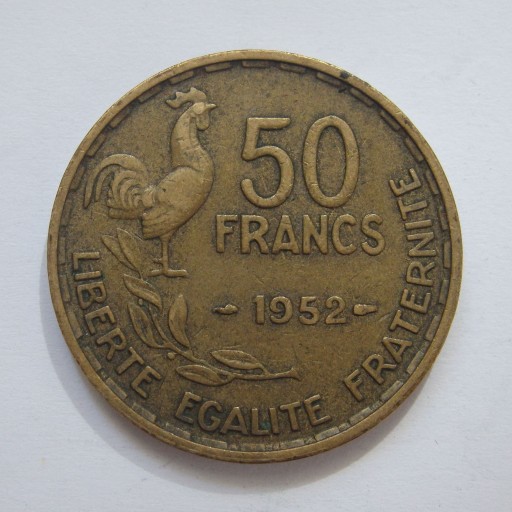 50
FRANCS
1952
LIBERTE EGALITE FRATERNITE